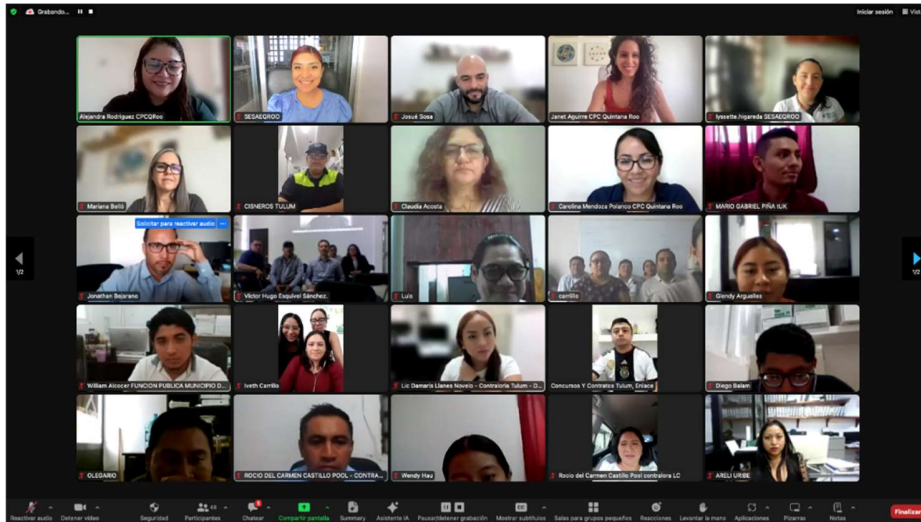 Grabando...
Iniciar sesión
Vist
Alejandra Rodriguez CPCQRoo
SESAEQROO
Josué Sosa
Janet Aguirre CPC Quintana Roo
lyssette.higareda SESAEQROO
Mariana Belló
CISNEROS TULUM
Claudia Acosta
Carolina Mendoza Polanco CPC Quintana Roo
MARIO GABRIEL PIÑA tUK
Solicitar para reactivar audio
1/2
1/2
Jonathan Bejarano
Victor Hugo Esquivel Sánchez.
Luis
carrillo
Glendy Arguelles
William Alcocer FUNCION PUBLICA MUNICIPIO D...
Iveth Carrillo
Lic Damaris Llanes Novelo - Contraloria Tulum - D...
Concursos Y Contratos Tulum, Enlace
Diego Balam
OLEGARIO
ROCIO DEL CARMEN CASTILLO POOL - CONTRA...
Wendy Hau
Rocio del Carmen Castillo Pool contralora LC
ARELI URIBE
Reactivar audio
Detener video
Seguridad
Participantes
Chatear
Compartir pantalla
Summary
Asistente IA
Pausar/detener grabación
Mostrar subtítulos
Salas para grupos pequeños
Reacciones
Levantar la mano
Aplicaciones
Pizarras
Notas
Finalizar